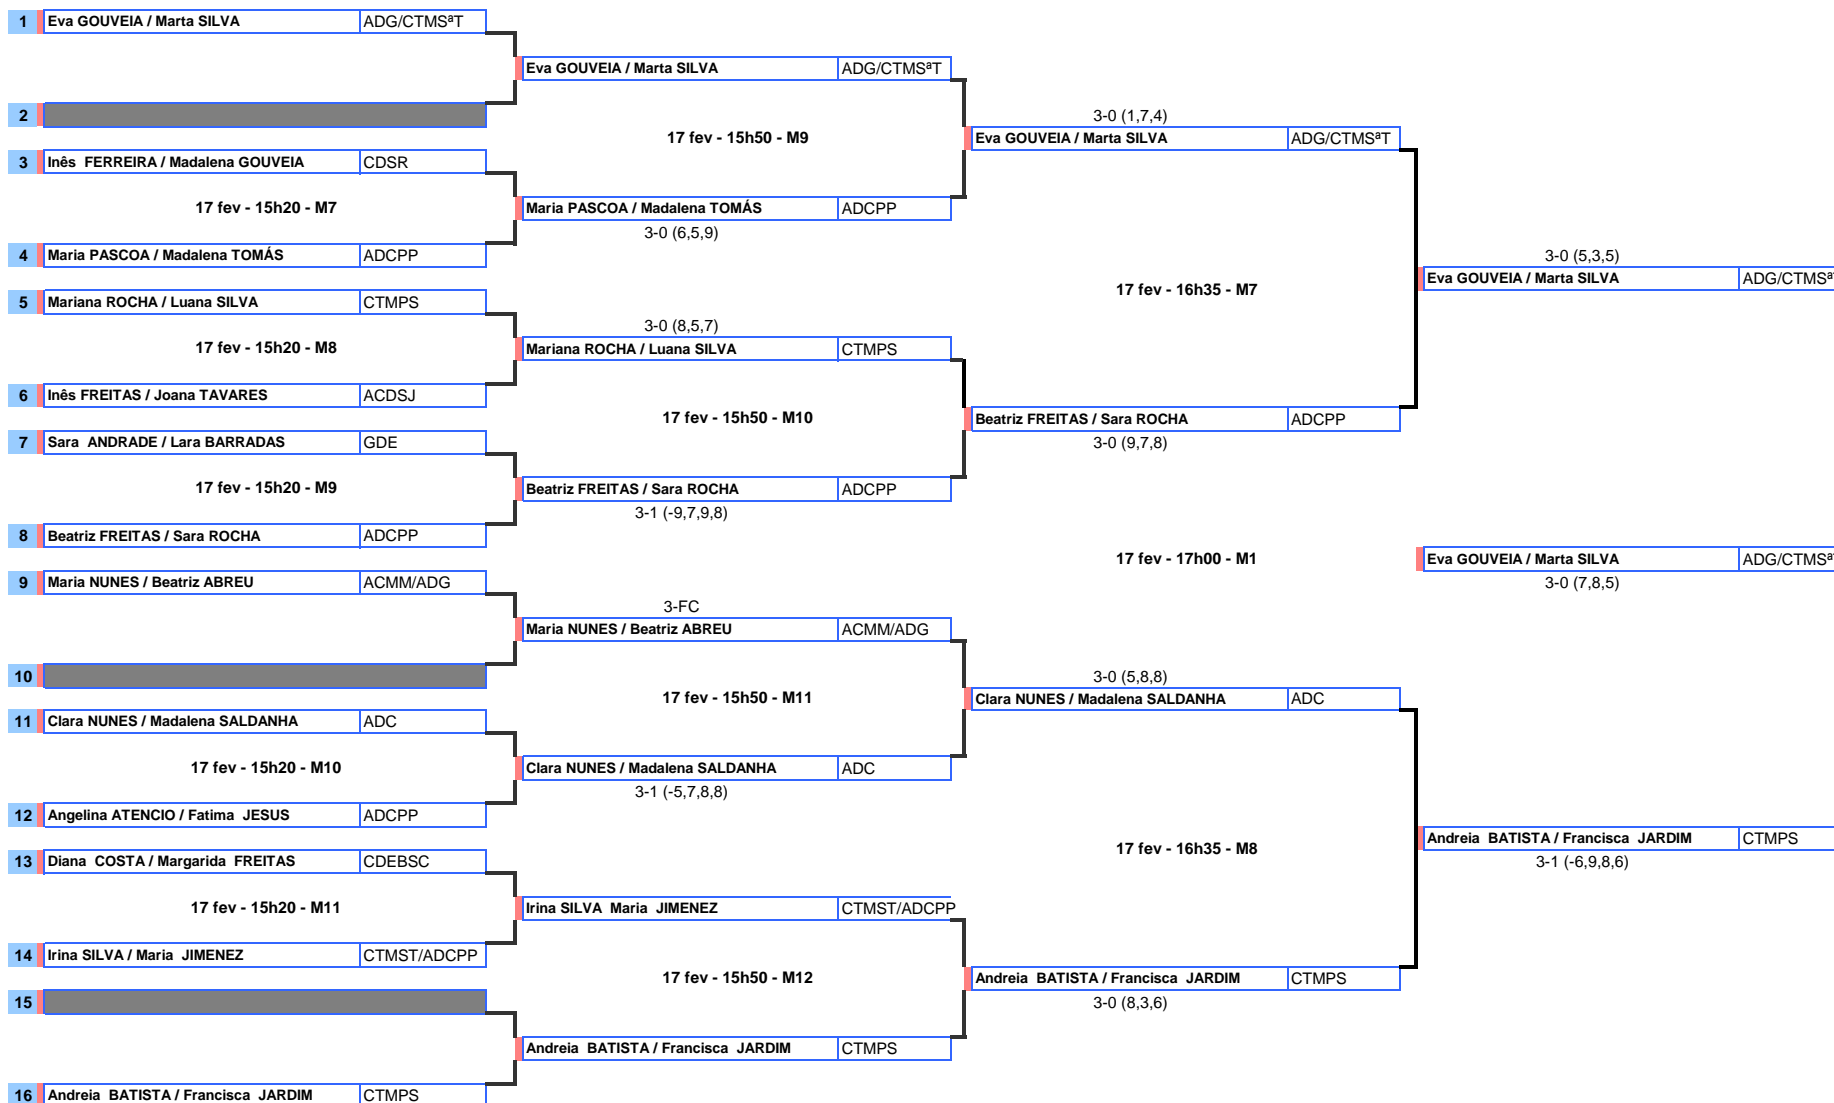 1 Eva GOUVEIA / Marta SILVA ADG/CTMSªT
Eva GOUVEIA / Marta SILVA ADG/CTMSªT
2
3-0 (1,7,4)
17 fev - 15h50 - M9
Eva GOUVEIA / Marta SILVA ADG/CTMSªT
3 Inês FERREIRA / Madalena GOUVEIA CDSR
17 fev - 15h20 - M7
Maria PASCOA / Madalena TOMÁS ADCPP
3-0 (6,5,9)
4 Maria PASCOA / Madalena TOMÁS ADCPP
3-0 (5,3,5)
Eva GOUVEIA / Marta SILVA ADG/CTMSª
17 fev - 16h35 - M7
5 Mariana ROCHA / Luana SILVA CTMPS
3-0 (8,5,7)
17 fev - 15h20 - M8
Mariana ROCHA / Luana SILVA CTMPS
6 Inês FREITAS / Joana TAVARES ACDSJ
17 fev - 15h50 - M10
Beatriz FREITAS / Sara ROCHA ADCPP
3-0 (9,7,8)
7 Sara ANDRADE / Lara BARRADAS GDE
17 fev - 15h20 - M9
Beatriz FREITAS / Sara ROCHA ADCPP
3-1 (-9,7,9,8)
8 Beatriz FREITAS / Sara ROCHA ADCPP
17 fev - 17h00 - M1
Eva GOUVEIA / Marta SILVA ADG/CTMSª
3-0 (7,8,5)
9 Maria NUNES / Beatriz ABREU ACMM/ADG
3-FC
Maria NUNES / Beatriz ABREU ACMM/ADG
10
3-0 (5,8,8)
17 fev - 15h50 - M11
Clara NUNES / Madalena SALDANHA ADC
11 Clara NUNES / Madalena SALDANHA ADC
17 fev - 15h20 - M10
Clara NUNES / Madalena SALDANHA ADC
3-1 (-5,7,8,8)
12 Angelina ATENCIO / Fatima JESUS ADCPP
Andreia BATISTA / Francisca JARDIM CTMPS
17 fev - 16h35 - M8
3-1 (-6,9,8,6)
13 Diana COSTA / Margarida FREITAS CDEBSC
17 fev - 15h20 - M11
Irina SILVA Maria JIMENEZ CTMST/ADCPP
14 Irina SILVA / Maria JIMENEZ CTMST/ADCPP
17 fev - 15h50 - M12
Andreia BATISTA / Francisca JARDIM CTMPS
3-0 (8,3,6)
15
Andreia BATISTA / Francisca JARDIM CTMPS
16 Andreia BATISTA / Francisca JARDIM CTMPS